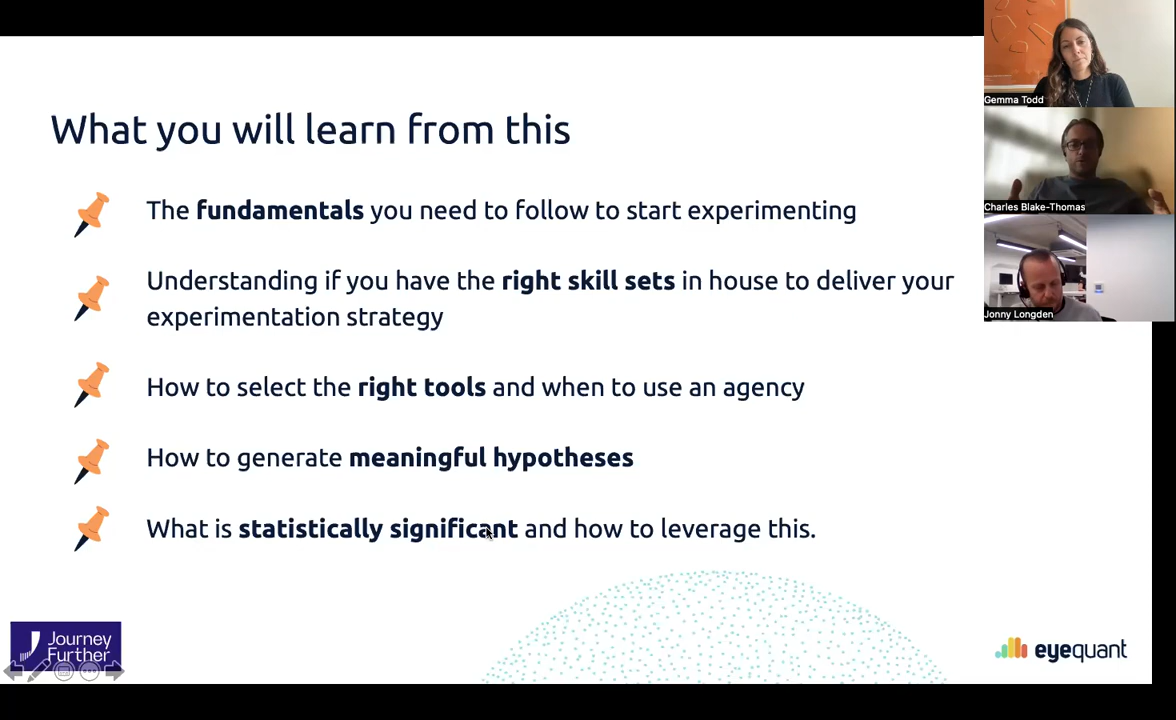 What you will learn from this
The fundamentals you need to follow to start experimenting
Understanding if you have the right skill sets in house to deliver your
experimentation strategy
How to select the right tools and when to use an agency
How to generate meaningful hypotheses
What is statistically significant and how to leverage this.
Journey
Further
eyequant
Gemma Todd
Charles Blake-Thomas
Jonny Longden